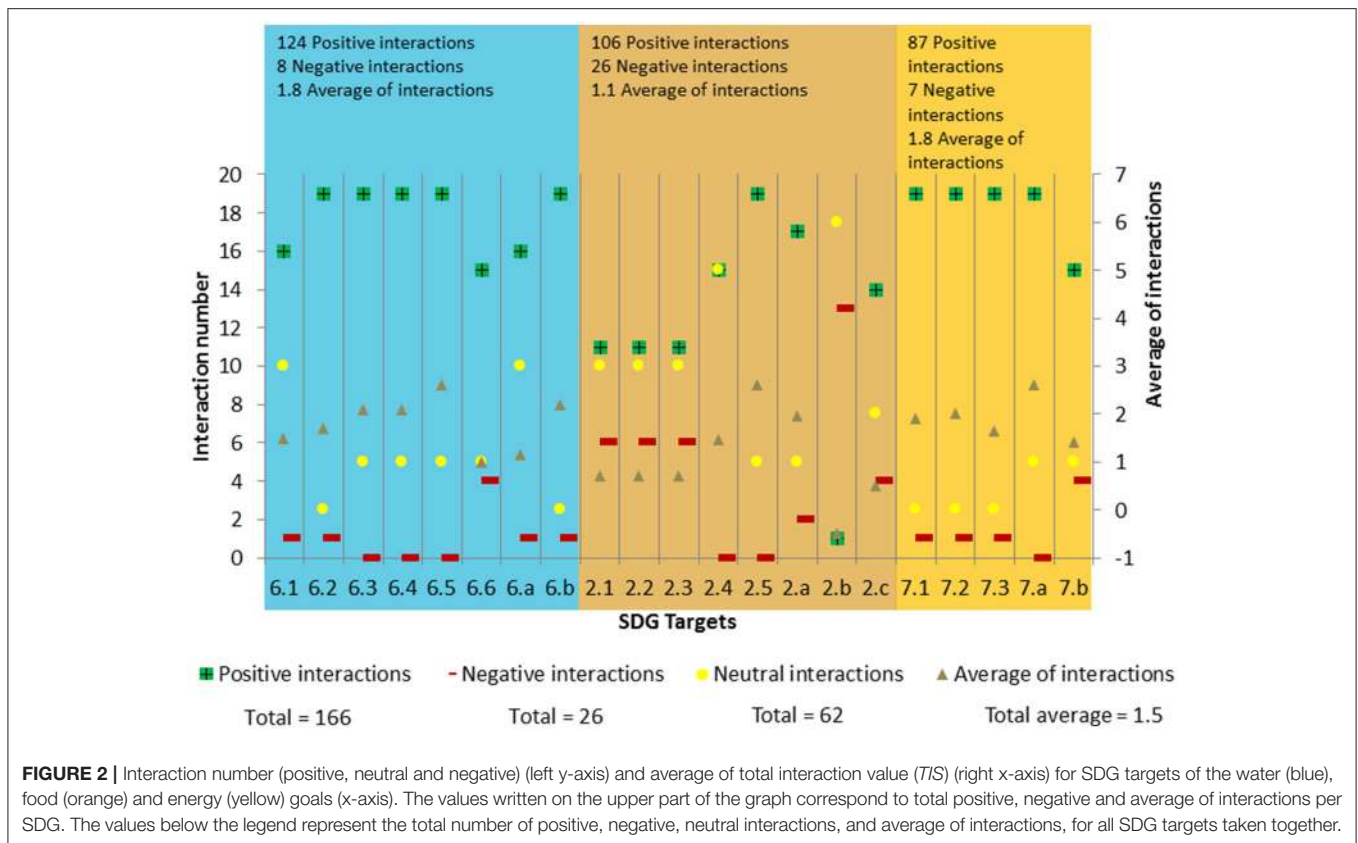 124 Positive interactions
8 Negative interactions
1.8 Average of interactions
106 Positive interactions
26 Negative interactions
1.1 Average of interactions
87 Positive
interactions
7 Negative
interactions
1.8 Average of
interactions
Interaction number
20
18
16
14
12
10
8
6
4
2
0
7
6
5
4
3
2
1
0
-1
Average of interactions
6.1 6.2 6.3 6.4 6.5 6.6 6.a 6.b 2.1 2.2 2.3 2.4 2.5 2.a 2.b 2.c 7.1 7.2 7.3 7.a 7.b
SDG Targets
Positive interactions Negative interactions Neutral interactions Average of interactions
Total = 166 Total = 26 Total = 62 Total average = 1.5
FIGURE 2 | Interaction number (positive, neutral and negative) (left y-axis) and average of total interaction value (TIS) (right x-axis) for SDG targets of the water (blue),
food (orange) and energy (yellow) goals (x-axis). The values written on the upper part of the graph correspond to total positive, negative and average of interactions per
SDG. The values below the legend represent the total number of positive, negative, neutral interactions, and average of interactions, for all SDG targets taken together.